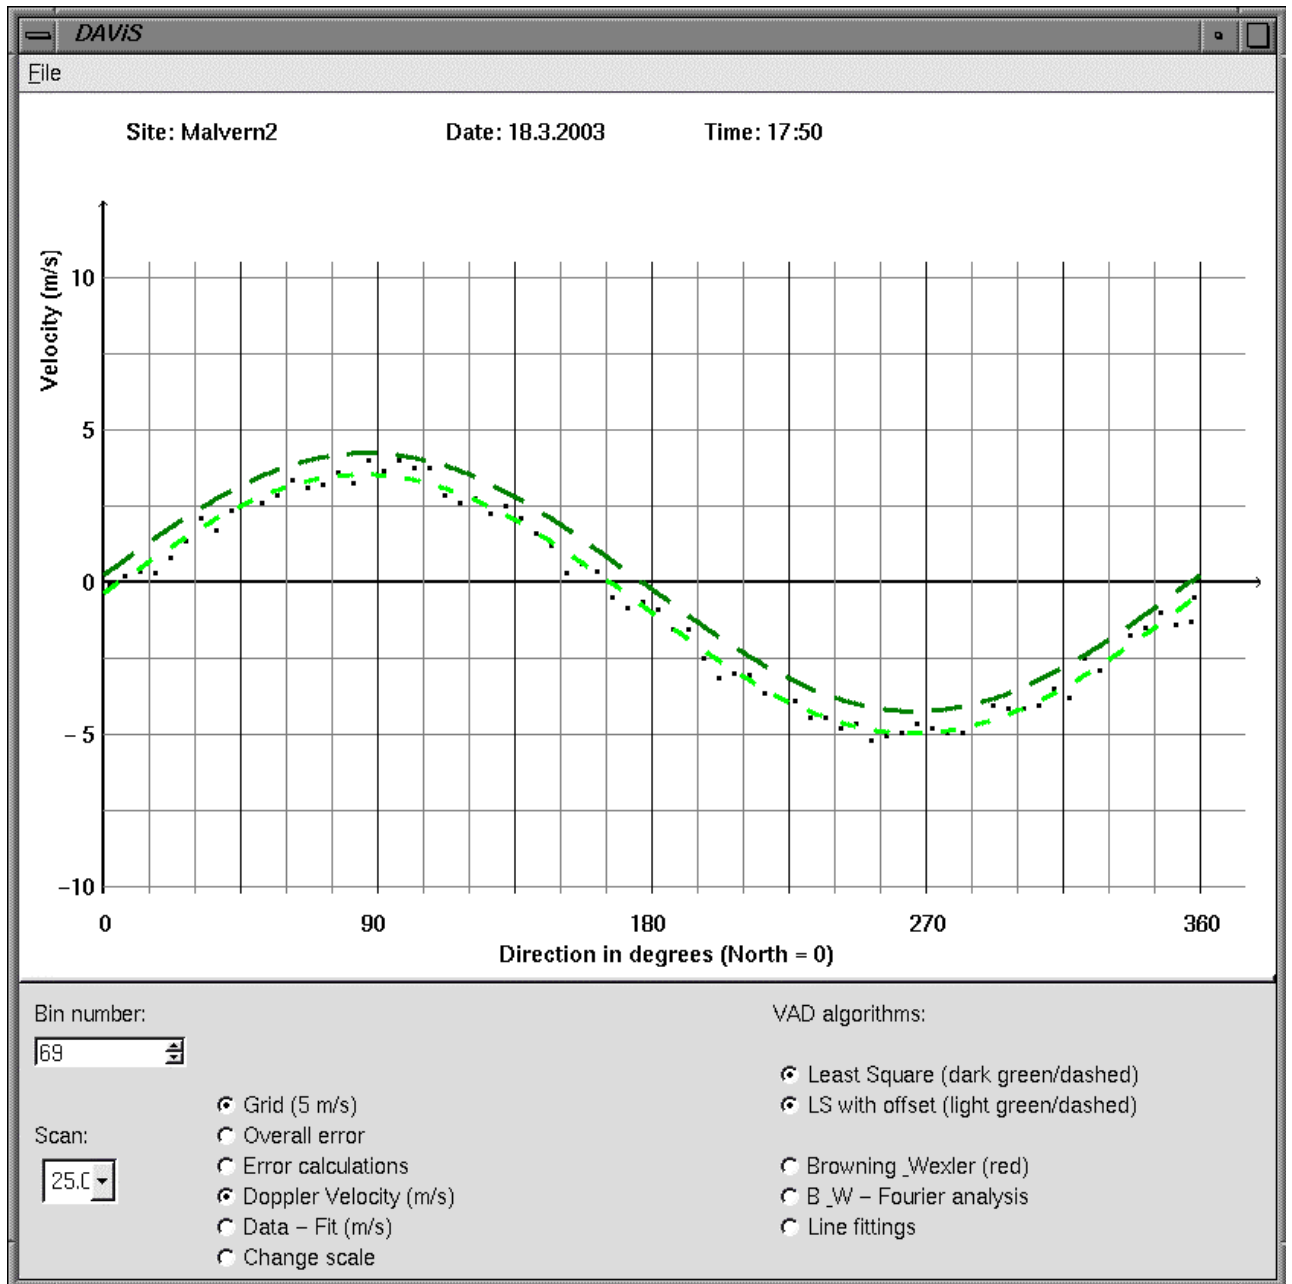 DAViS
File
Site: Malvern2 Date: 18.3.2003 Time: 17:50
Velocity (m/s)
10
5
0
– 5
–10
0 90 180 270 360
Direction in degrees (North = 0)
Bin number:
69
Scan:
25.
Grid (5 m/s)
Overall error
Error calculations
Doppler Velocity (m/s)
Data – Fit (m/s)
Change scale
VAD algorithms:
Least Square (dark green/dashed)
LS with offset (light green/dashed)
Browning_Wexler (red)
B_W – Fourier analysis
Line fittings